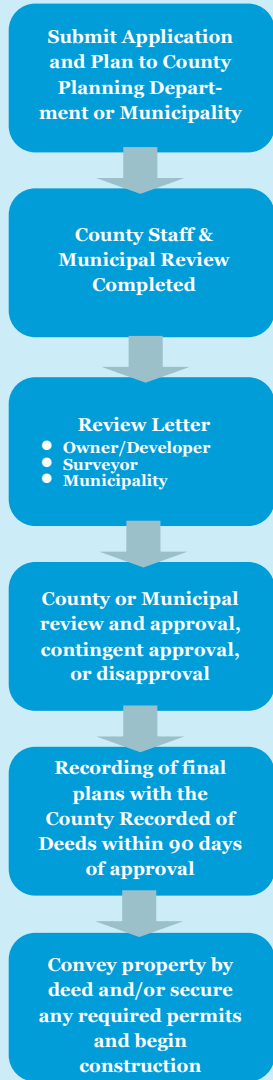 Submit Application
and Plan to County
Planning Depart-
ment or Municipality
County Staff &
Municipal Review
Completed
Review Letter
● Owner/Developer
● Surveyor
● Municipality
County or Municipal
review and approval,
contingent approval,
or disapproval
Recording of final
plans with the
County Recorded of
Deeds within 90 days
of approval
Convey property by
deed and/or secure
any required permits
and begin
construction